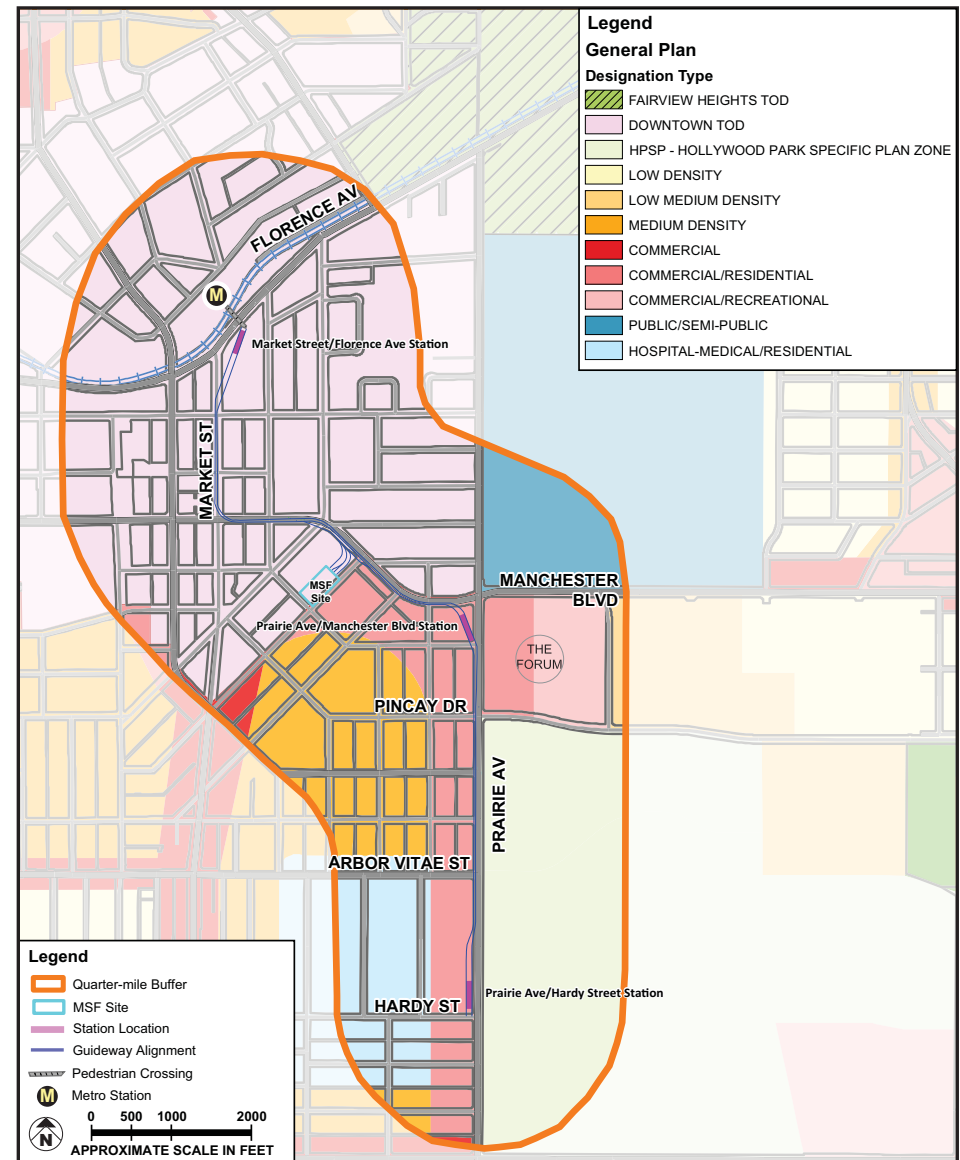 Legend
General Plan
Designation Type
FAIRVIEW HEIGHTS TOD
DOWNTOWN TOD
HPSP - HOLLYWOOD PARK SPECIFIC PLAN ZONE
LOW DENSITY
LOW MEDIUM DENSITY
MEDIUM DENSITY
COMMERCIAL
COMMERCIAL/RESIDENTIAL
COMMERCIAL/RECREATIONAL
PUBLIC/SEMI-PUBLIC
HOSPITAL-MEDICAL/RESIDENTIAL
FLORENCE AV
M
Market Street/Florence Ave Station
MARKET ST
MSF
Site
MANCHESTER
BLVD
Prairie Ave/Manchester Blvd Station
THE
FORUM
PINCAY DR
PRAIRIE AV
ARBOR VITAE ST
Prairie Ave/Hardy Street Station
HARDY ST
Legend
Quarter-mile Buffer
MSF Site
Station Location
Guideway Alignment
Pedestrian Crossing
M Metro Station
N
0 500 1000 2000
APPROXIMATE SCALE IN FEET